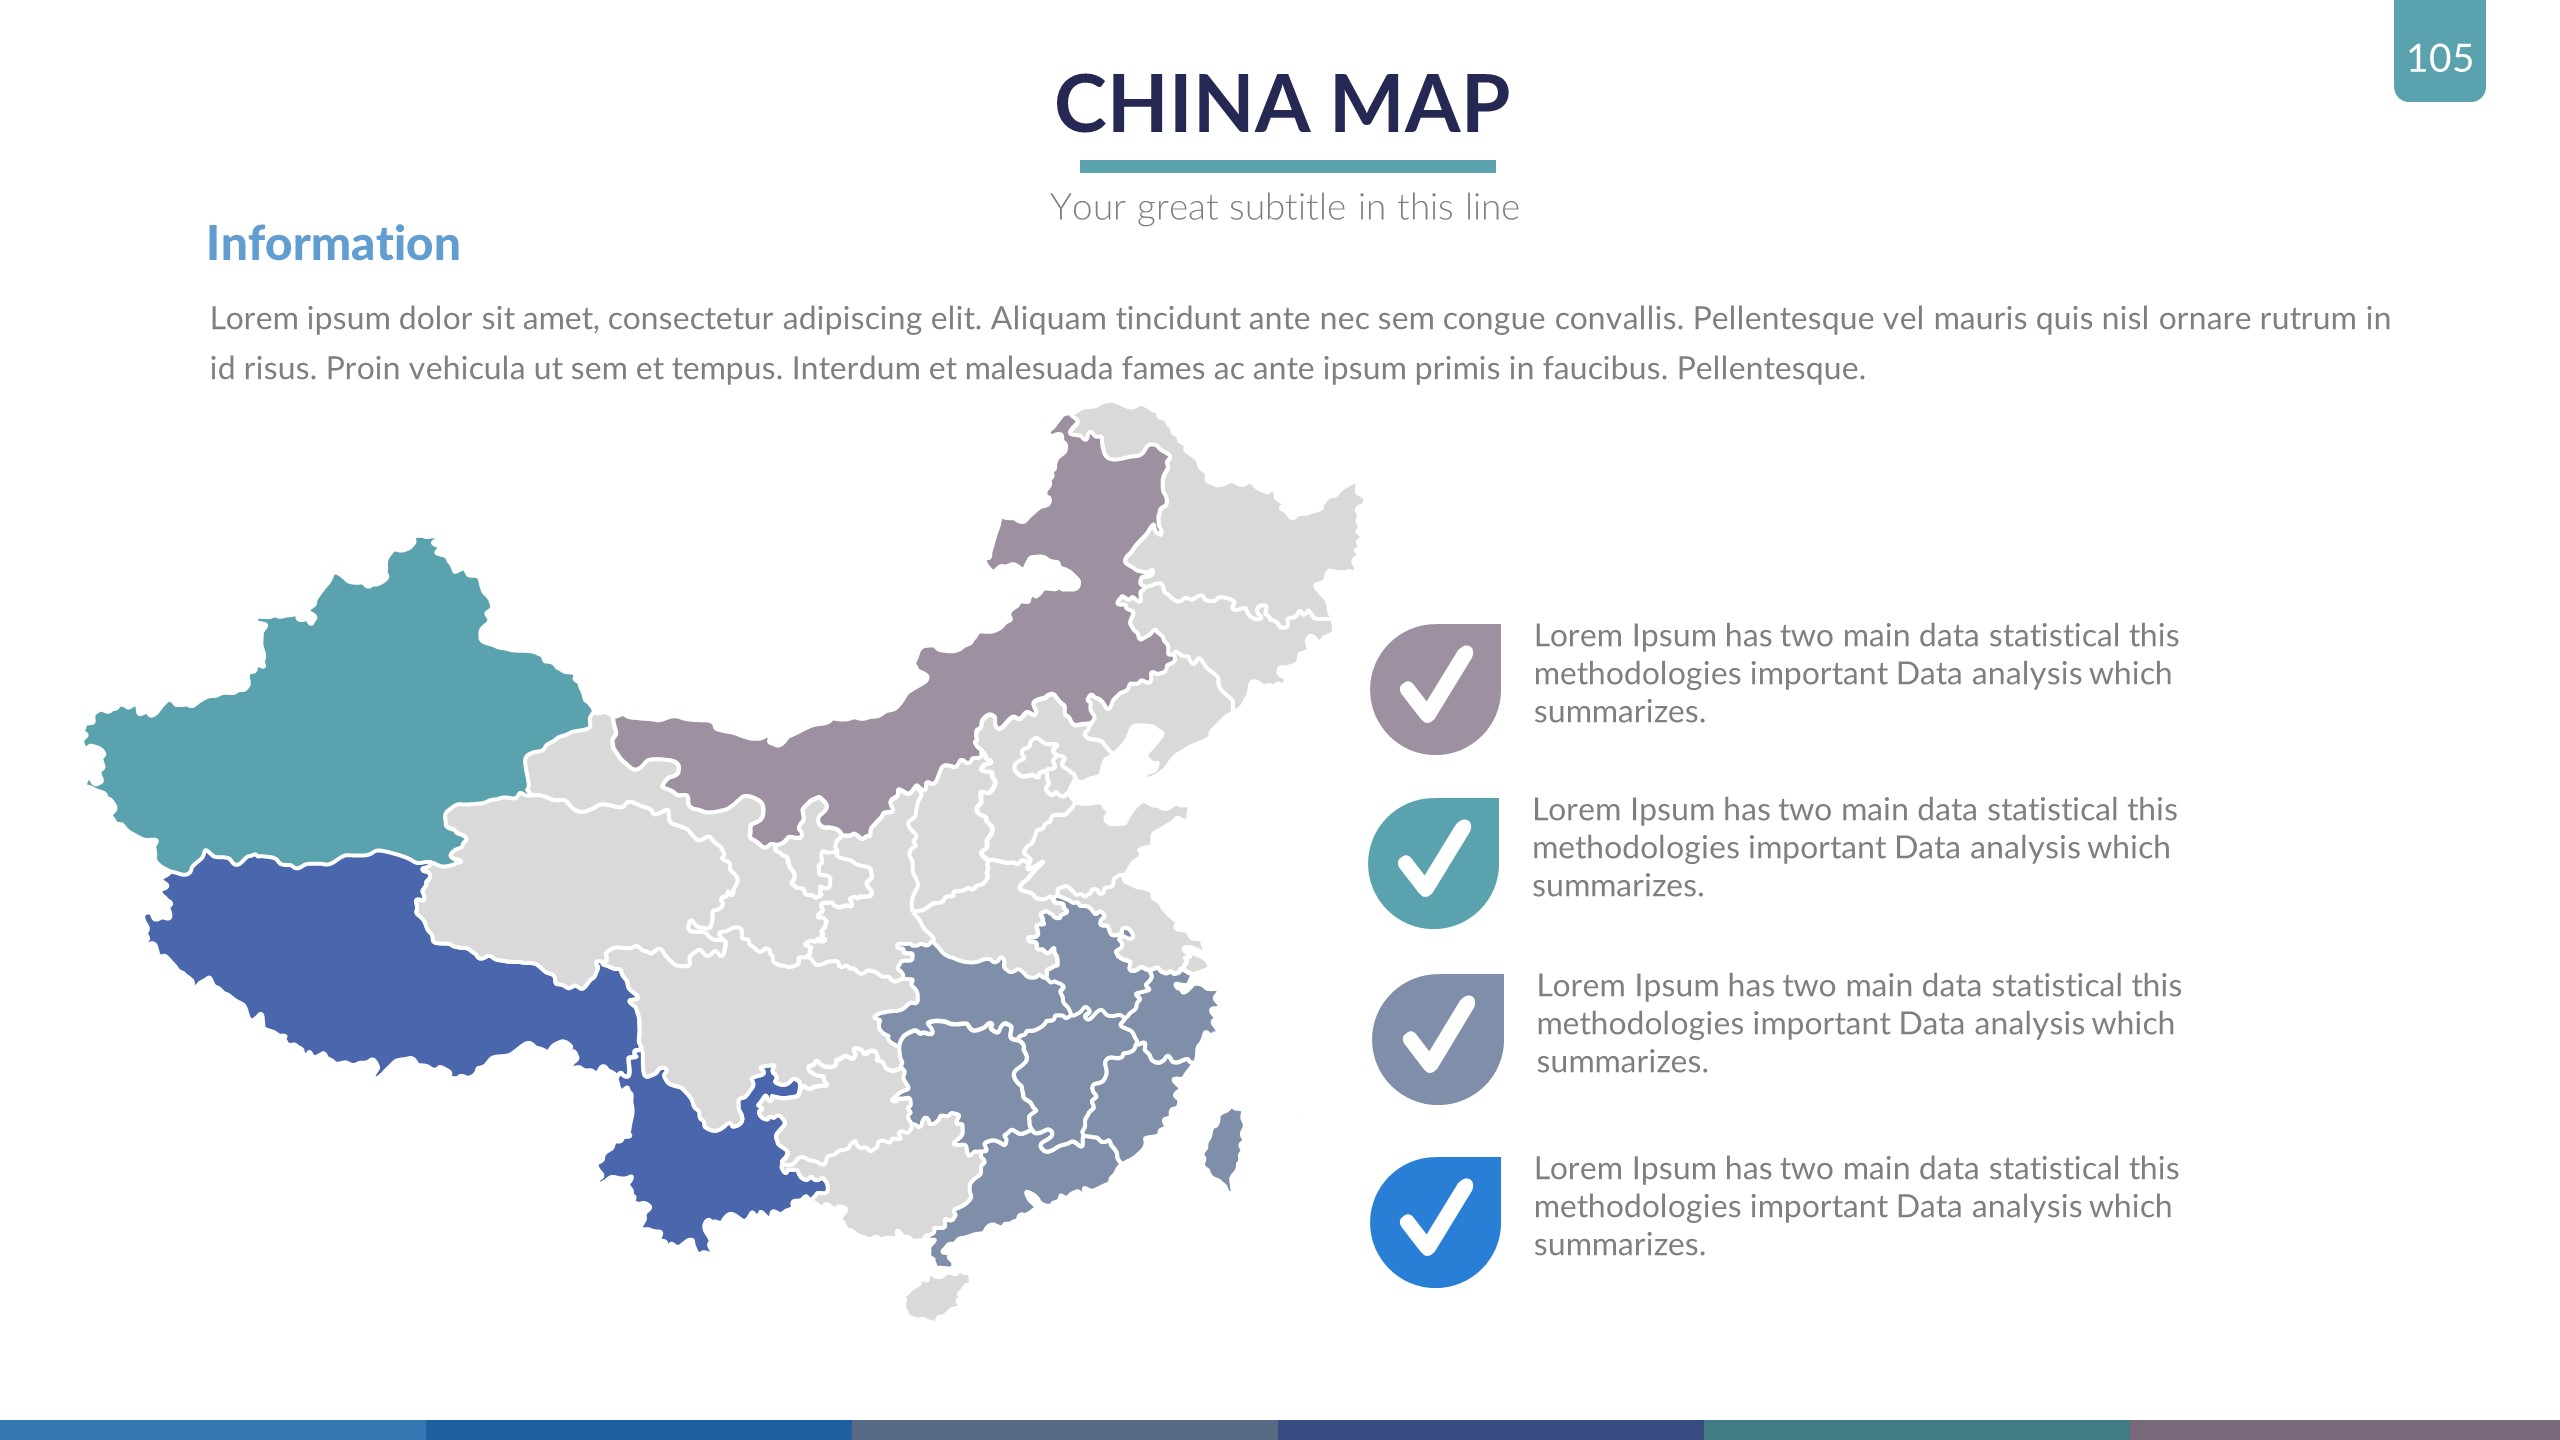 105
CHINA MAP
Your great subtitle in this line
Information
Lorem ipsum dolor sit amet, consectetur adipiscing elit. Aliquam tincidunt ante nec sem congue convallis. Pellentesque vel mauris quis nisl ornare rutrum in
id risus. Proin vehicula ut sem et tempus. Interdum et malesuada fames ac ante ipsum primis in faucibus. Pellentesque.
Lorem Ipsum has two main data statistical this
methodologies important Data analysis which
summarizes.
Lorem Ipsum has two main data statistical this
methodologies important Data analysis which
summarizes.
Lorem Ipsum has two main data statistical this
methodologies important Data analysis which
summarizes.
Lorem Ipsum has two main data statistical this
methodologies important Data analysis which
summarizes.